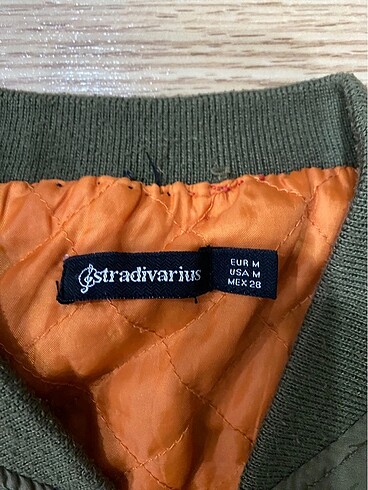 stradivarius
EUR M
USA M
MEX 28